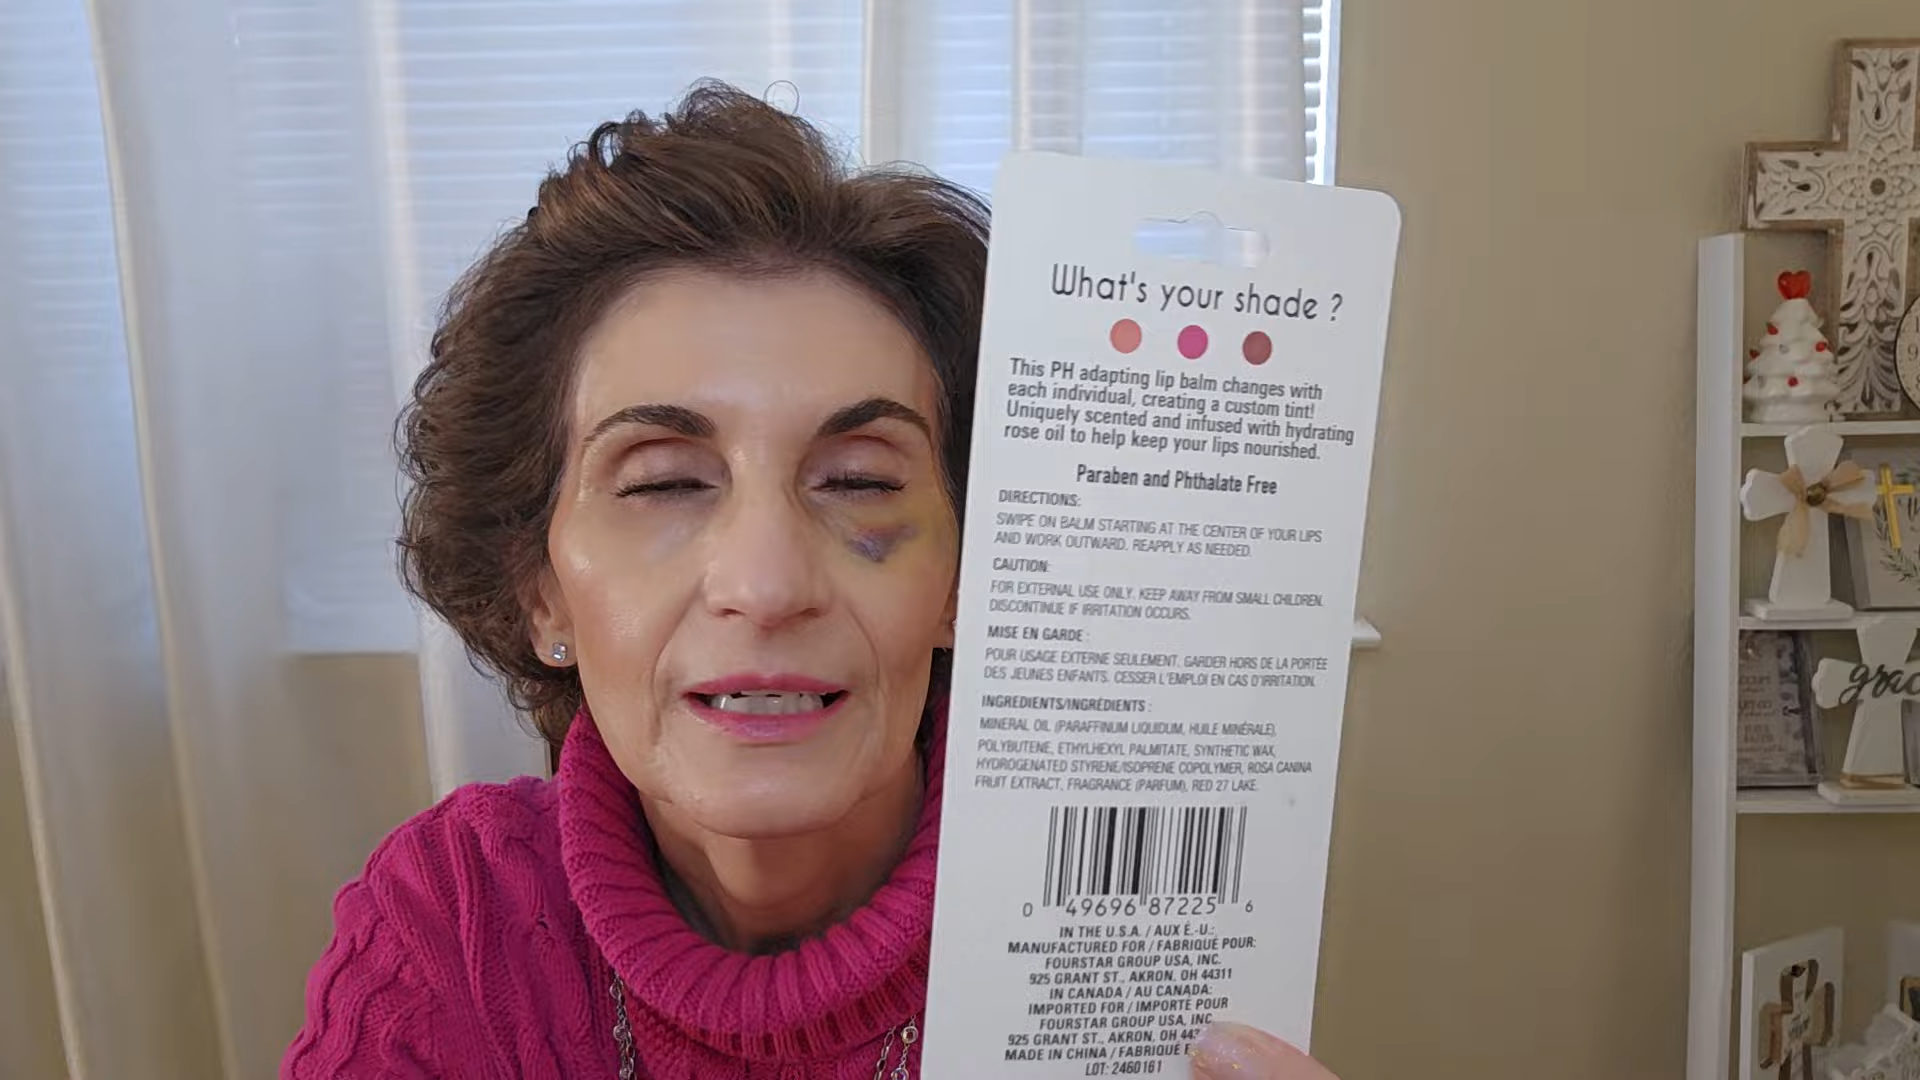 What's your shade ?
This PH adapting lip balm changes with
each individual, creating a custom tint!
Uniquely scented and infused with hydrating
rose oil to help keep your lips nourished.
Paraben and Phthalate Free
DIRECTIONS:
SWIPE ON BALM STARTING AT THE CENTER OF YOUR LIPS
AND WORK OUTWARD. REAPPLY AS NEEDED.
CAUTION:
FOR EXTERNAL USE ONLY. KEEP AWAY FROM SMALL CHILDREN.
DISCONTINUE IF IRRITATION OCCURS.
MISE EN GARDE :
POUR USAGE EXTERNE SEULEMENT. GARDER HORS DE LA PORTÉE
DES JEUNES ENFANTS. CESSER L'EMPLOI EN CAS D'IRRITATION.
INGREDIENTS/INGRÉDIENTS :
MINERAL OIL (PARAFFINUM LIQUIDUM, HUILE MINÉRALE),
POLYBUTENE, ETHYLHEXYL PALMITATE, SYNTHETIC WAX,
HYDROGENATED STYRENE/ISOPRENE COPOLYMER, ROSA CANINA
FRUIT EXTRACT, FRAGRANCE (PARFUM), RED 27 LAKE.
0 49696 87225 6
IN THE U.S.A. / AUX É.-U.:
MANUFACTURED FOR / FABRIQUÉ POUR:
FOURSTAR GROUP USA, INC.
925 GRANT ST., AKRON, OH 44311
IN CANADA / AU CANADA:
IMPORTED FOR / IMPORTÉ POUR
FOURSTAR GROUP USA, INC.
925 GRANT ST., AKRON, OH 443
MADE IN CHINA / FABRIQUÉ E
LOT: 2460161
grac